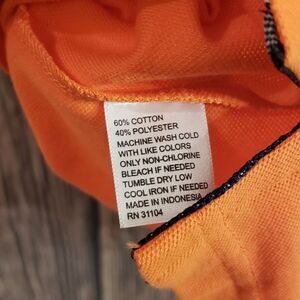 60% COTTON
40% POLYESTER
MACHINE WASH COLD
WITH LIKE COLORS
ONLY NON-CHLORINE
BLEACH IF NEEDED
TUMBLE DRY LOW
COOL IRON IF NEEDED
MADE IN INDONESIA
RN 31104